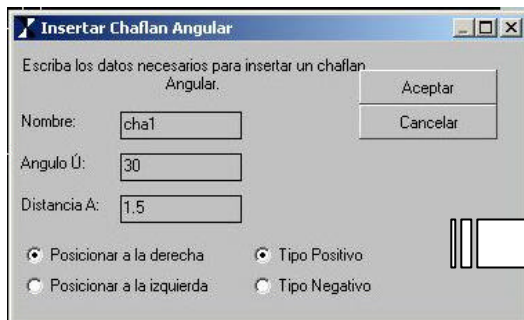 Insertar Chaflan Angular
Escriba los datos necesarios para insertar un chaflan
Angular.
Aceptar
Cancelar
Nombre: cha1
Angulo Ú: 30
Distancia A: 1.5
Posicionar a la derecha Tipo Positivo
Posicionar a la izquierda Tipo Negativo